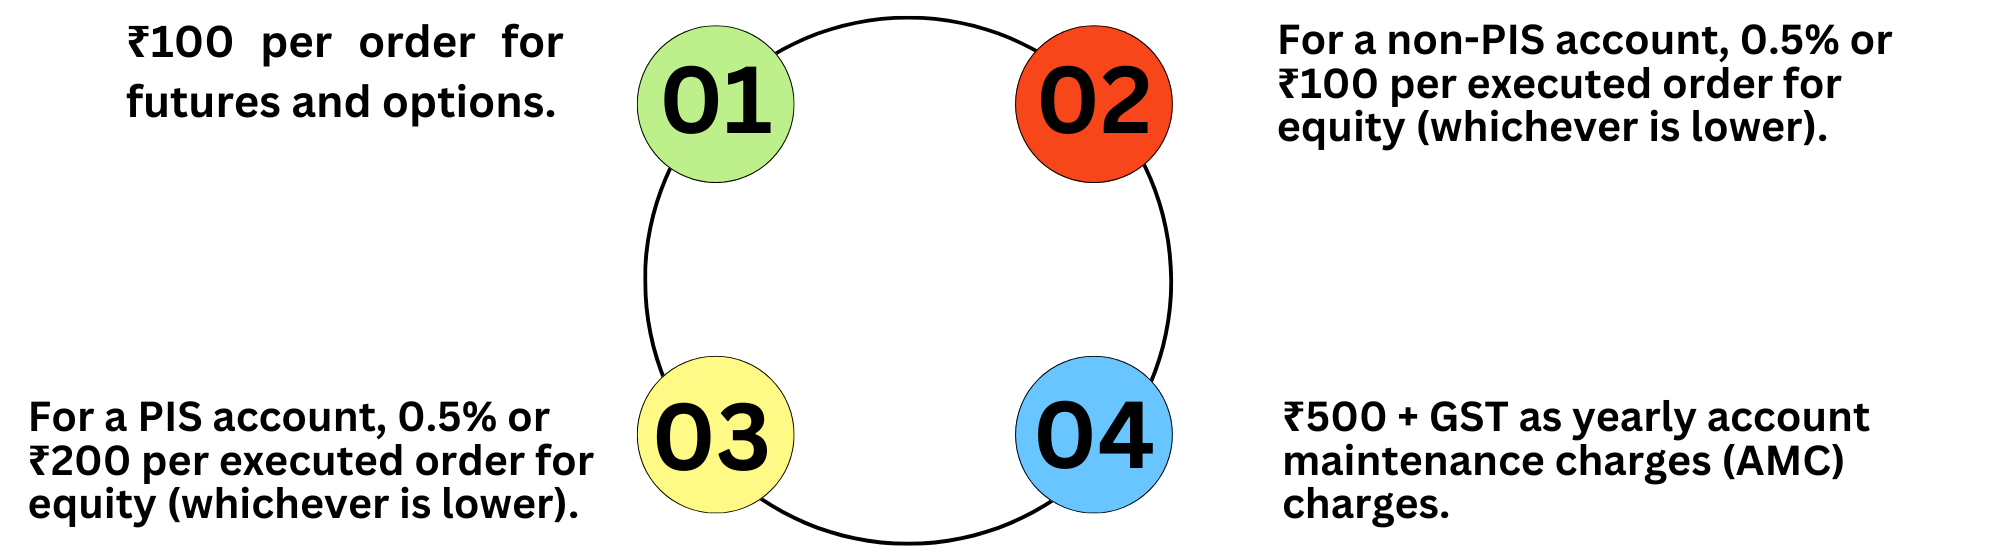 ₹100 per order for
futures and options.
01
02
For a non-PIS account, 0.5% or
₹100 per executed order for
equity (whichever is lower).
For a PIS account, 0.5% or
₹200 per executed order for
equity (whichever is lower).
03
04
₹500 + GST as yearly account
maintenance charges (AMC)
charges.